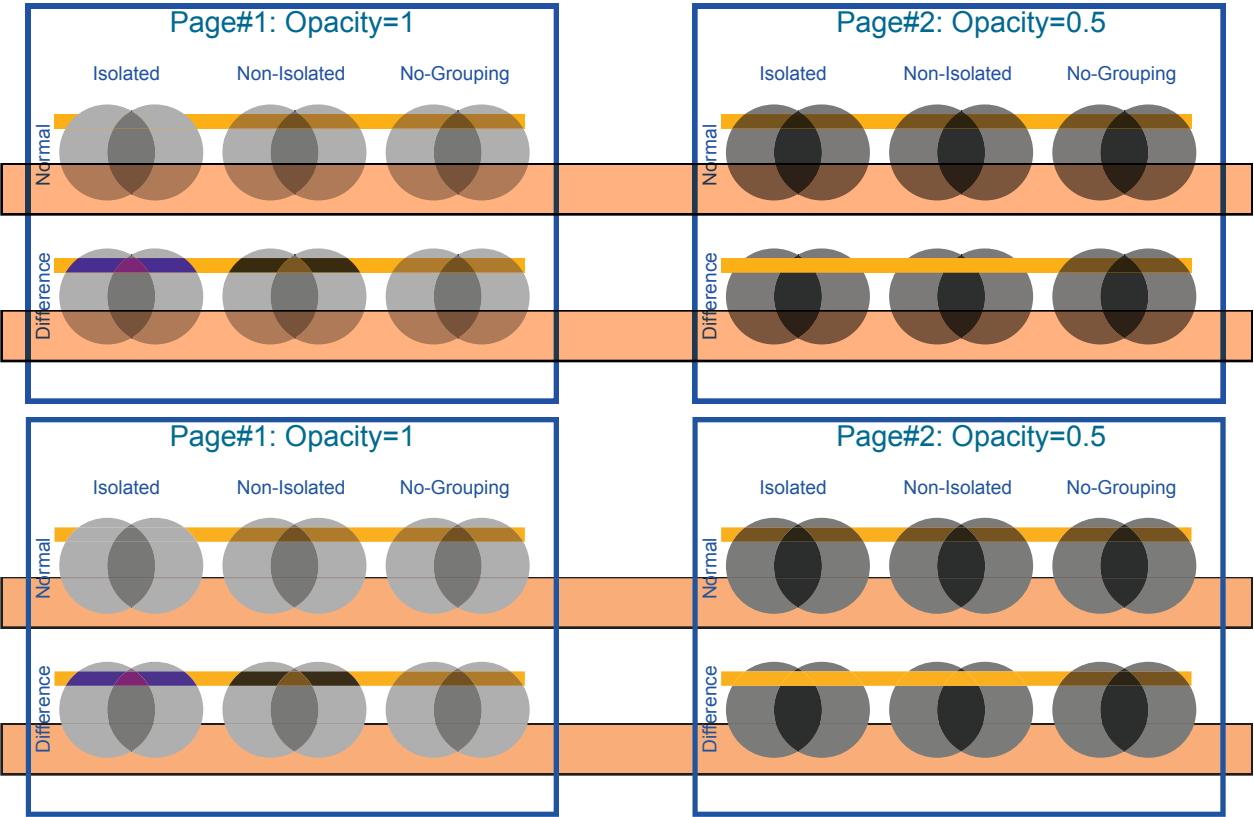 Page#1: Opacity=1
Isolated Non-Isolated No-Grouping
Normal
Difference
Page#2: Opacity=0.5
Isolated Non-Isolated No-Grouping
Normal
Difference
Page#1: Opacity=1
Isolated Non-Isolated No-Grouping
Normal
Difference
Page#2: Opacity=0.5
Isolated Non-Isolated No-Grouping
Normal
Difference